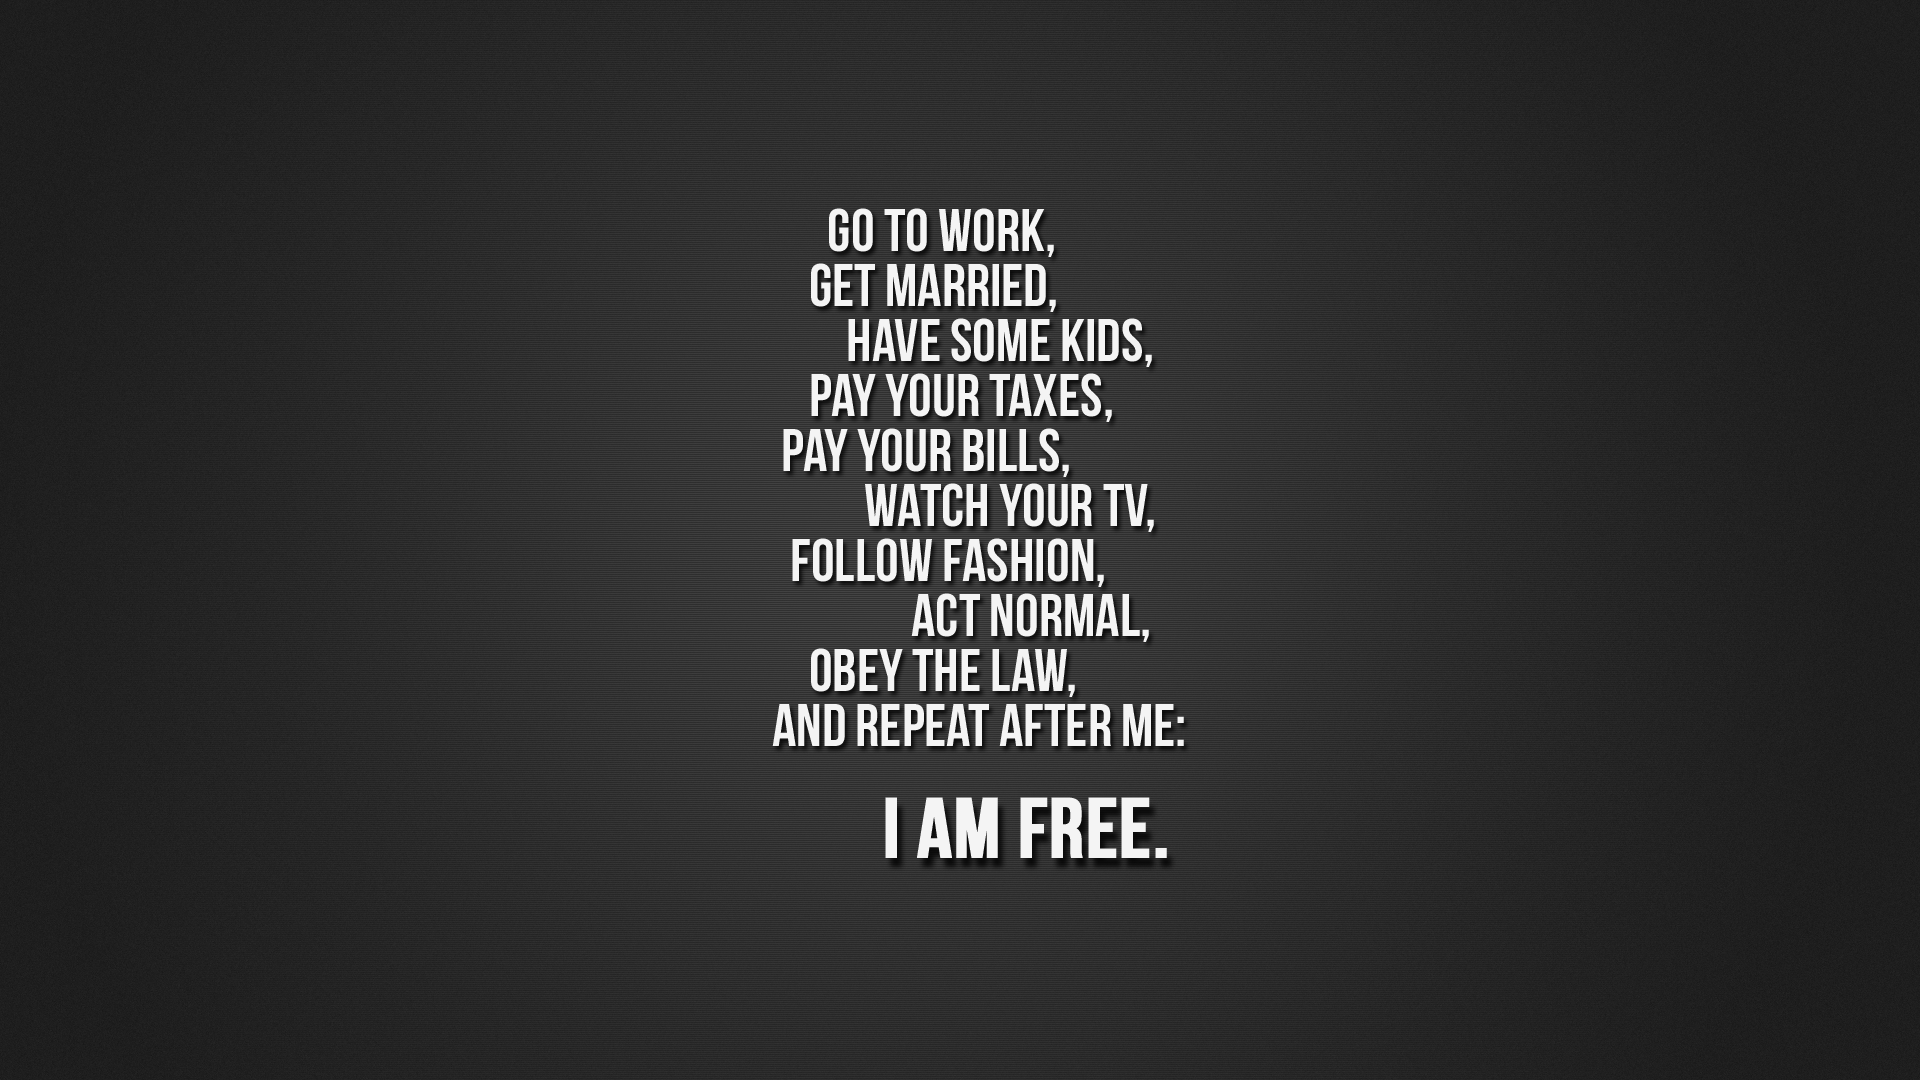 GO TO WORK,
GET MARRIED,
HAVE SOME KIDS,
PAY YOUR TAXES,
PAY YOUR BILLS,
WATCH YOUR TV,
FOLLOW FASHION,
ACT NORMAL,
OBEY THE LAW,
AND REPEAT AFTER ME:
I AM FREE.